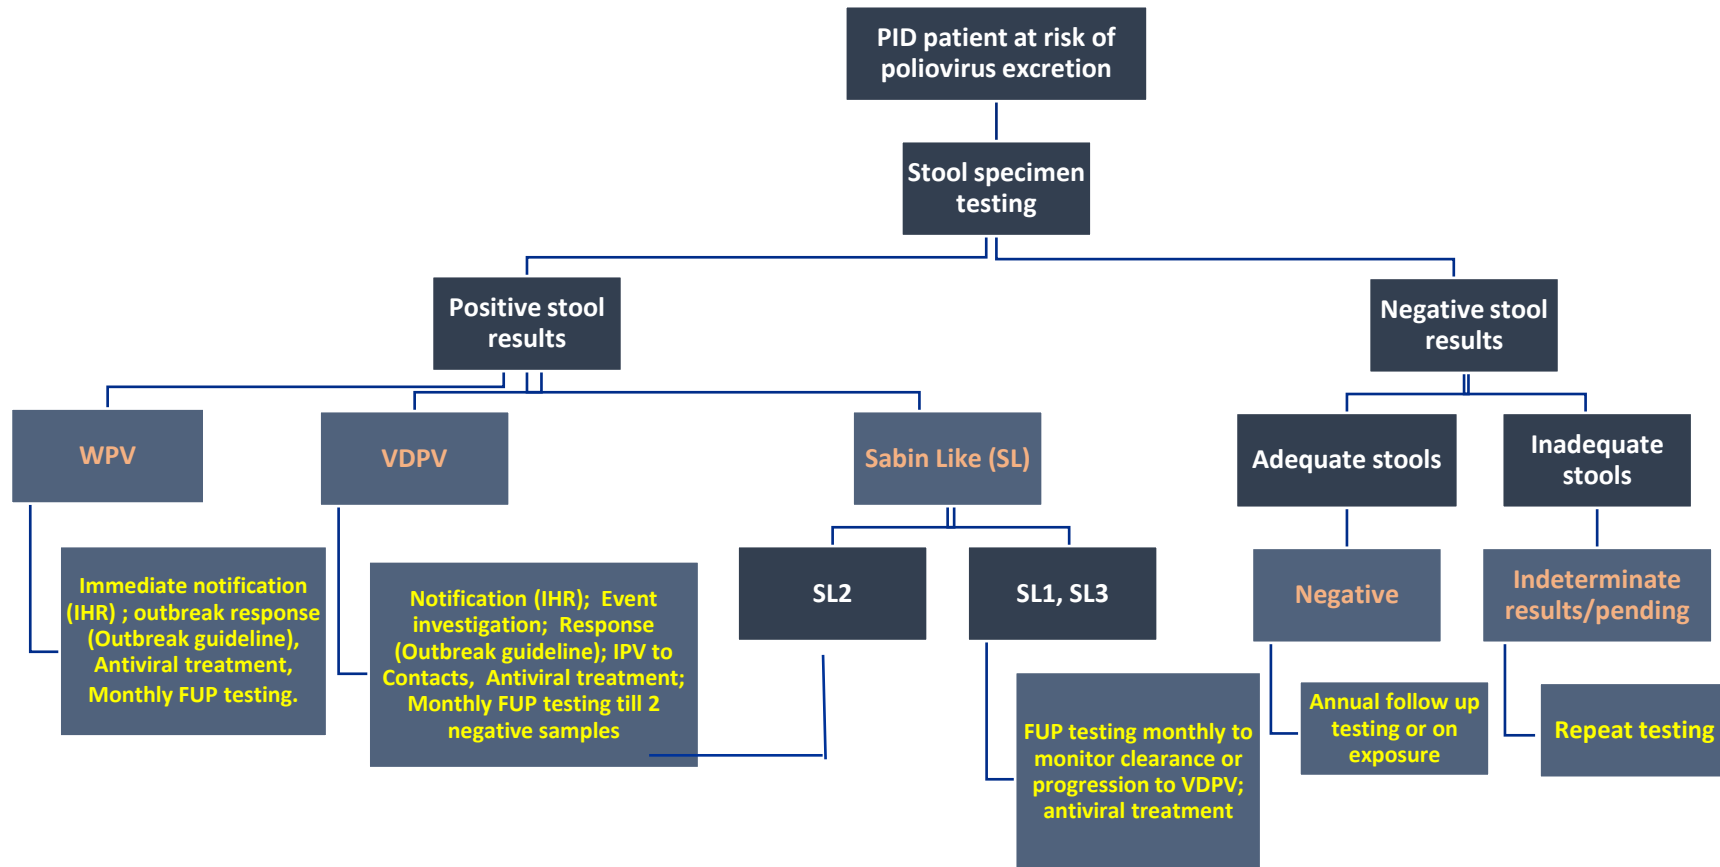 PID patient at risk of
poliovirus excretion
Stool specimen
testing
Positive stool
results
Negative stool
results
WPV
VDPV
Sabin Like (SL)
Adequate stools
Inadequate
stools
Immediate notification
(IHR) ; outbreak response
(Outbreak guideline),
Antiviral treatment,
Monthly FUP testing.
Notification (IHR); Event
investigation; Response
(Outbreak guideline); IPV to
Contacts, Antiviral treatment;
Monthly FUP testing till 2
negative samples
SL2
SL1, SL3
Negative
Indeterminate
results/pending
FUP testing monthly to
monitor clearance or
progression to VDPV;
antiviral treatment
Annual follow up
testing or on
exposure
Repeat testing